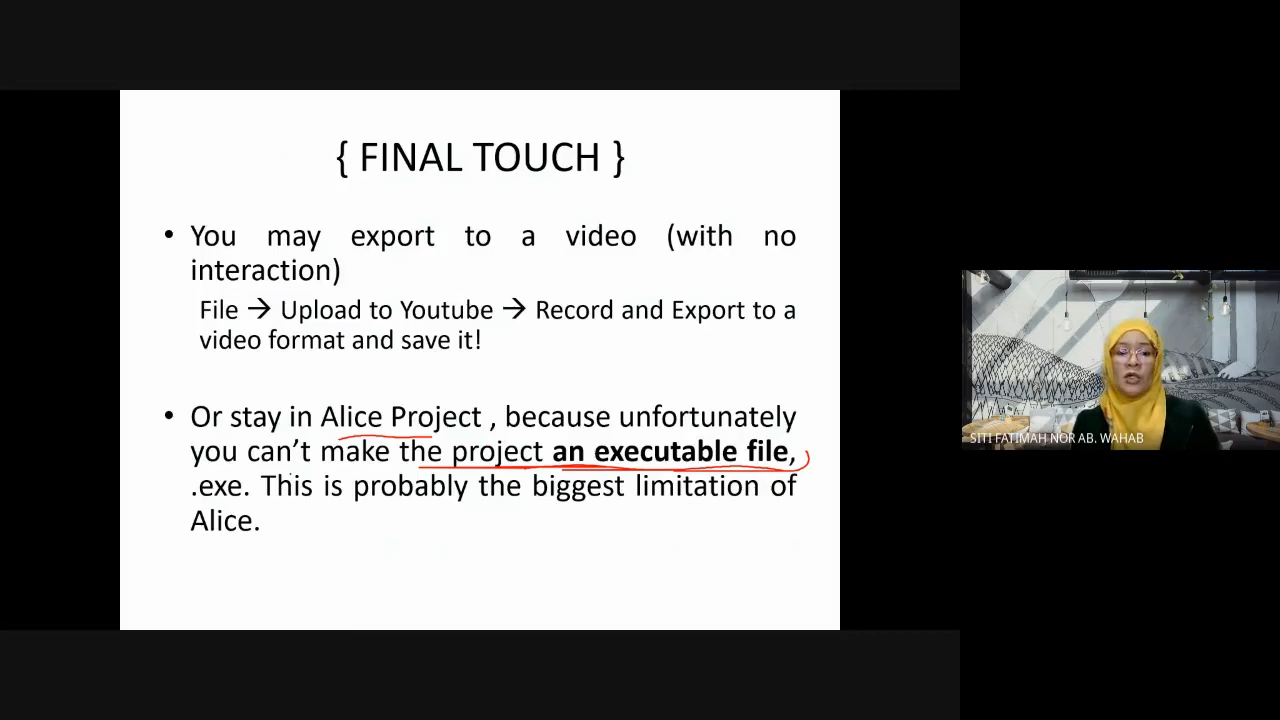 { FINAL TOUCH }
• You may export to a video (with no
interaction)
File → Upload to Youtube → Record and Export to a
video format and save it!
• Or stay in Alice Project , because unfortunately
you can’t make the project an executable file,
.exe. This is probably the biggest limitation of
Alice.
SITI FATIMAH NOR AB. WAHAB